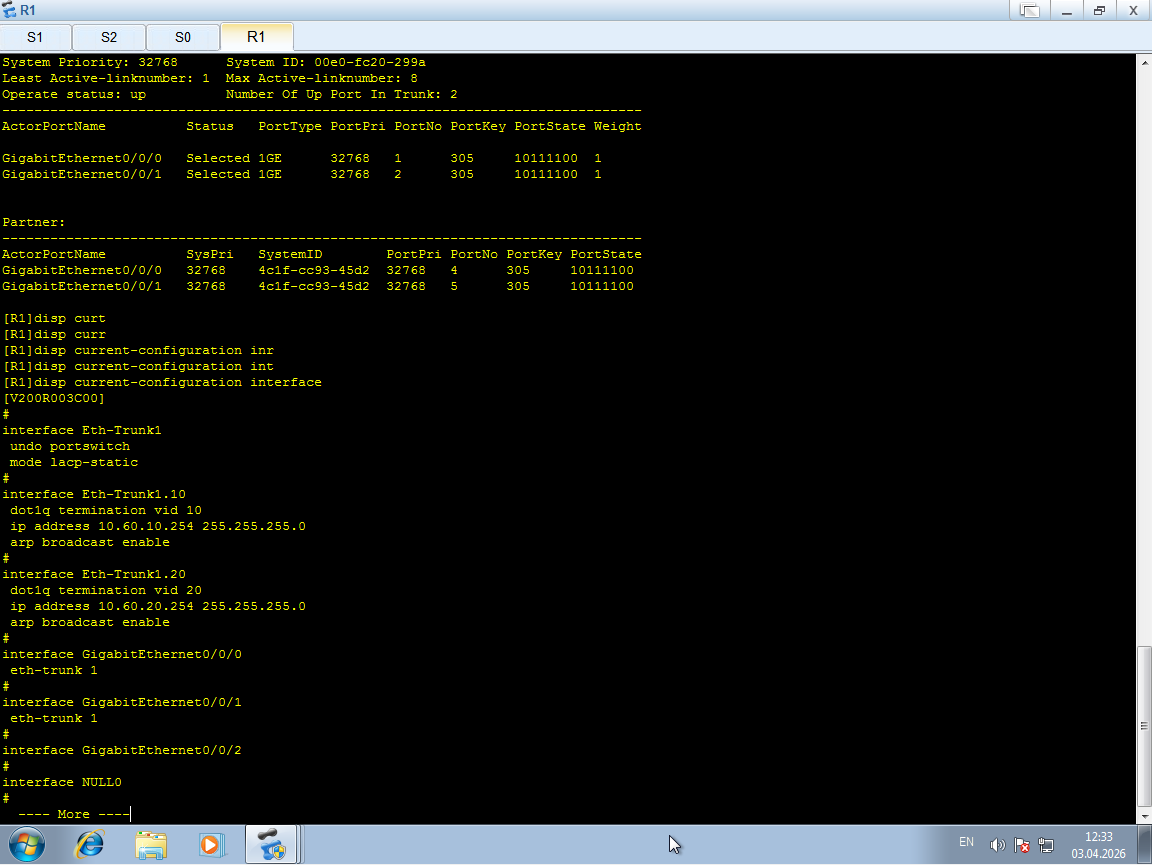 R1
S1 S2 S0 R1
System Priority: 32768 System ID: 00e0-fc20-299a
Least Active-linknumber: 1 Max Active-linknumber: 8
Operate status: up Number Of Up Port In Trunk: 2
--------------------------------------------------------------------------------
ActorPortName Status PortType PortPri PortNo PortKey PortState Weight
GigabitEthernet0/0/0 Selected 1GE 32768 1 305 10111100 1
GigabitEthernet0/0/1 Selected 1GE 32768 2 305 10111100 1
Partner:
--------------------------------------------------------------------------------
ActorPortName SysPri SystemID PortPri PortNo PortKey PortState
GigabitEthernet0/0/0 32768 4c1f-cc93-45d2 32768 4 305 10111100
GigabitEthernet0/0/1 32768 4c1f-cc93-45d2 32768 5 305 10111100
[R1]disp curt
[R1]disp curr
[R1]disp current-configuration inr
[R1]disp current-configuration int
[R1]disp current-configuration interface
[V200R003C00]
#
interface Eth-Trunk1
undo portswitch
mode lacp-static
#
interface Eth-Trunk1.10
dot1q termination vid 10
ip address 10.60.10.254 255.255.255.0
arp broadcast enable
#
interface Eth-Trunk1.20
dot1q termination vid 20
ip address 10.60.20.254 255.255.255.0
arp broadcast enable
#
interface GigabitEthernet0/0/0
eth-trunk 1
#
interface GigabitEthernet0/0/1
eth-trunk 1
#
interface GigabitEthernet0/0/2
#
interface NULL0
#
---- More ----
EN
12:33
03.04.2026